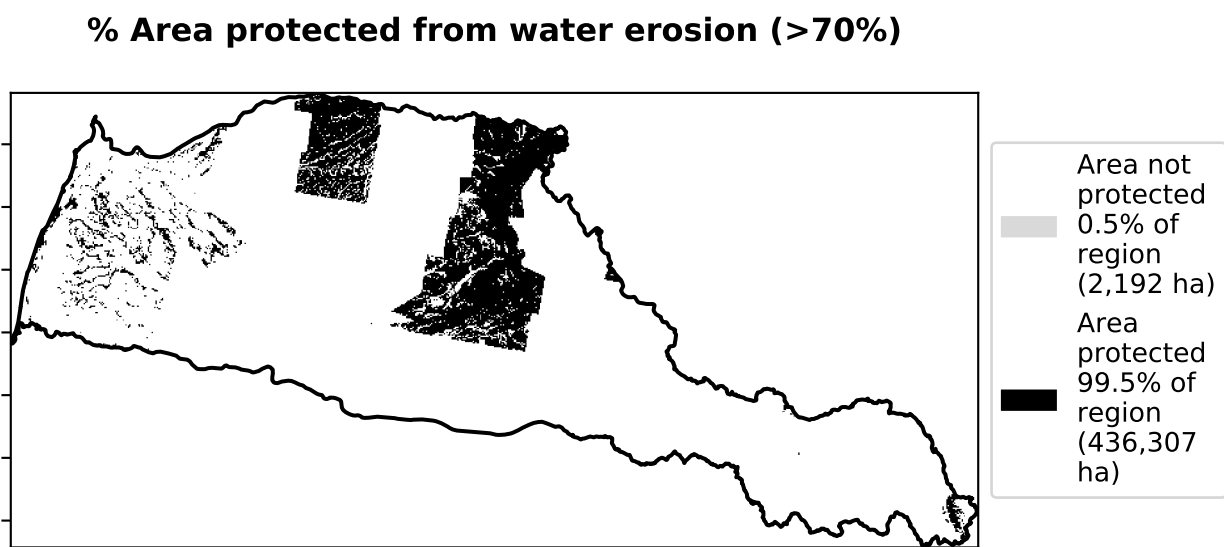 % Area protected from water erosion (>70%)
Area not
protected
0.5% of
region
(2,192 ha)
Area
protected
99.5% of
region
(436,307
ha)